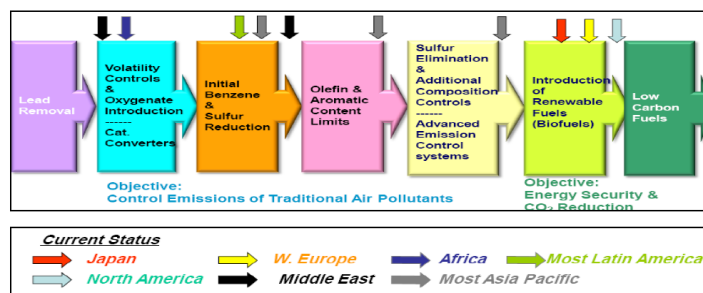 Lead
Removal
Volatility
Controls
&
Oxygenate
Introduction
------
Cat.
Converters
Initial
Benzene
&
Sulfur
Reduction
Olefin &
Aromatic
Content
Limits
Sulfur
Elimination
&
Additional
Composition
Controls
------
Advanced
Emission
Control
systems
Introduction
of
Renewable
Fuels
(Biofuels)
Low
Carbon
Fuels
Objective:
Control Emissions of Traditional Air Pollutants
Objective:
Energy Security &
CO₂ Reduction
Current Status
Japan
W. Europe
Africa
Most Latin America
North America
Middle East
Most Asia Pacific